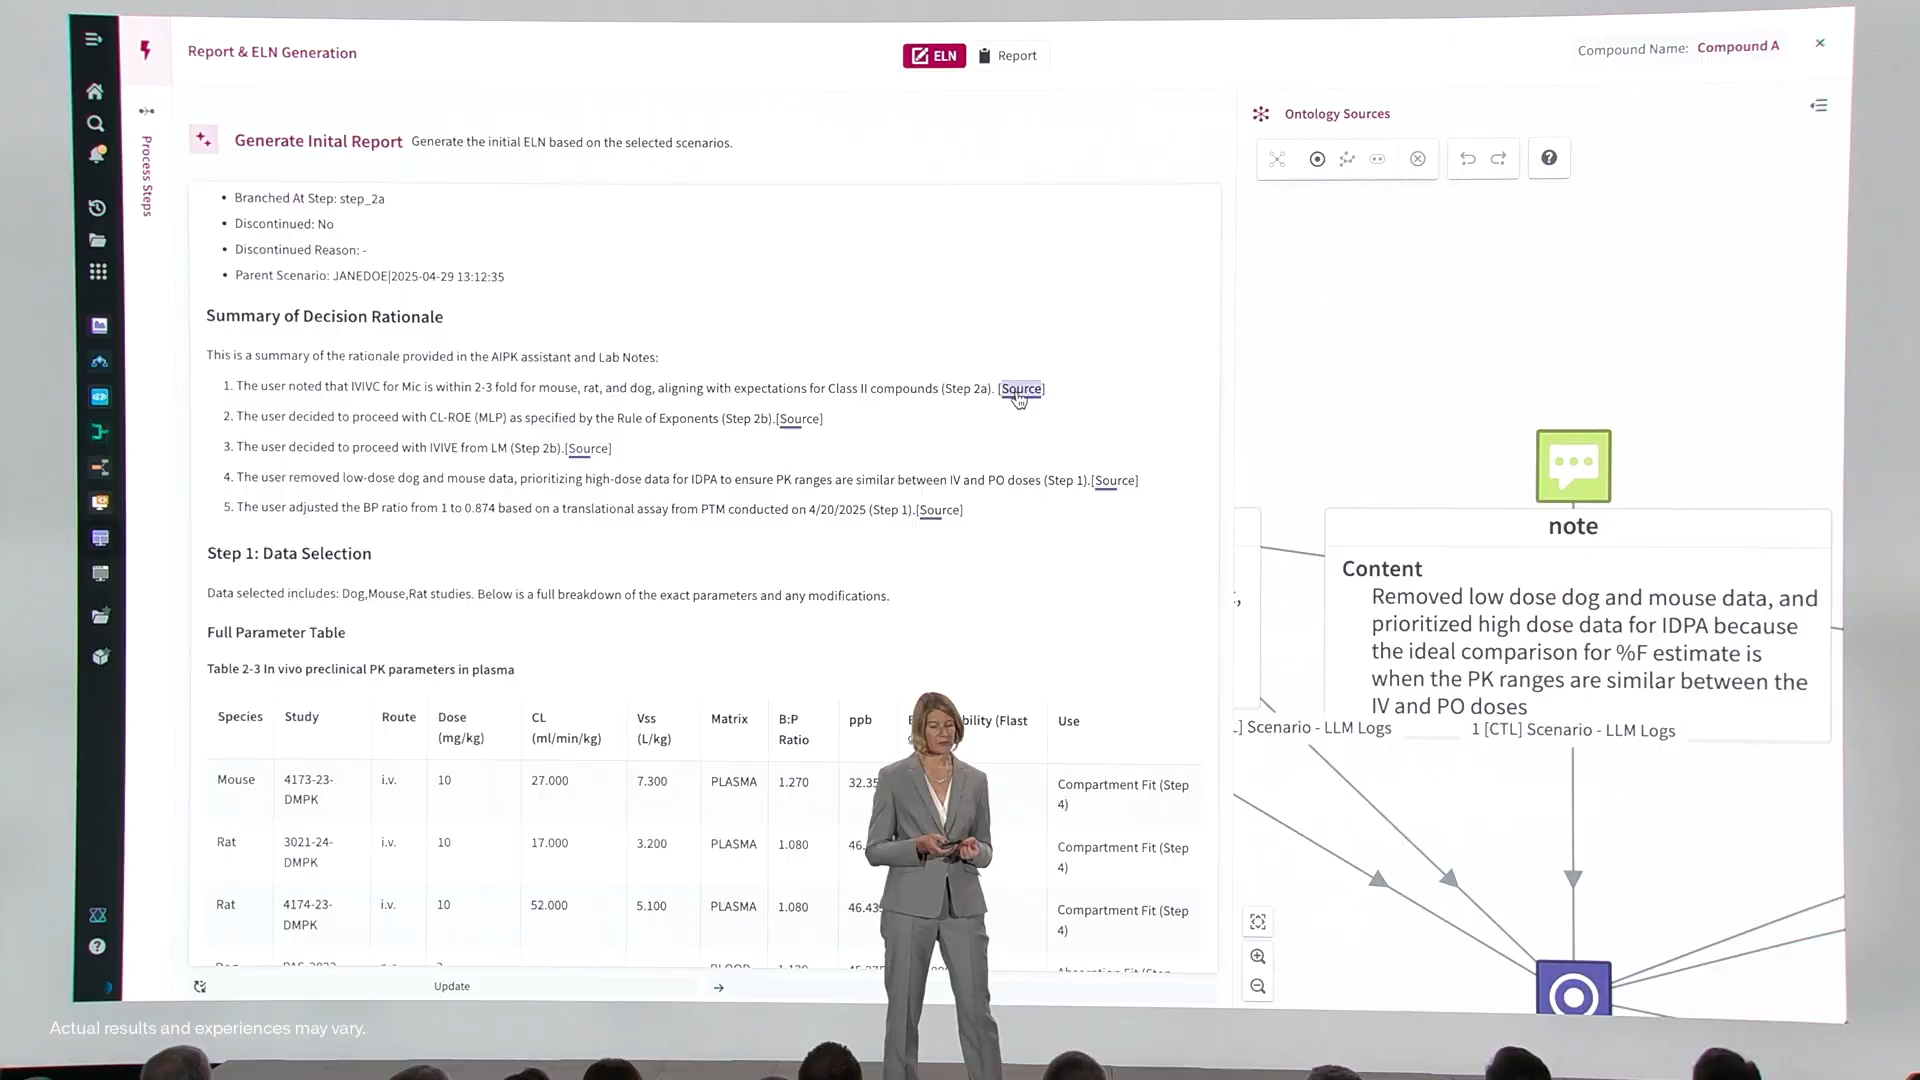 Report & ELN Generation
ELN
Report
Compound Name: Compound A
Process Steps
Generate Inital Report Generate the initial ELN based on the selected scenarios.
• Branched At Step: step_2a
• Discontinued: No
• Discontinued Reason: -
• Parent Scenario: JANEDOE|2025-04-29 13:12:35
Summary of Decision Rationale
This is a summary of the rationale provided in the AIPK assistant and Lab Notes:
1. The user noted that IVIVC for Mic is within 2-3 fold for mouse, rat, and dog, aligning with expectations for Class II compounds (Step 2a). [Source]
2. The user decided to proceed with CL-ROE (MLP) as specified by the Rule of Exponents (Step 2b).[Source]
3. The user decided to proceed with IVIVE from LM (Step 2b).[Source]
4. The user removed low-dose dog and mouse data, prioritizing high-dose data for IDPA to ensure PK ranges are similar between IV and PO doses (Step 1).[Source]
5. The user adjusted the BP ratio from 1 to 0.874 based on a translational assay from PTM conducted on 4/20/2025 (Step 1).[Source]
Step 1: Data Selection
Data selected includes: Dog,Mouse,Rat studies. Below is a full breakdown of the exact parameters and any modifications.
Full Parameter Table
Table 2-3 In vivo preclinical PK parameters in plasma
Species Study Route Dose (mg/kg) CL (ml/min/kg) Vss (L/kg) Matrix B:P Ratio ppb (Flast Use
Mouse 4173-23-DMPK i.v. 10 27.000 7.300 PLASMA 1.270 32.35 Compartment Fit (Step 4)
Rat 3021-24-DMPK i.v. 10 17.000 3.200 PLASMA 1.080 46. Compartment Fit (Step 4)
Rat 4174-23-DMPK i.v. 10 52.000 5.100 PLASMA 1.080 46.43 Compartment Fit (Step 4)
Update
Ontology Sources
note
Content
Removed low dose dog and mouse data, and
prioritized high dose data for IDPA because
the ideal comparison for %F estimate is
when the PK ranges are similar between the
IV and PO doses
] Scenario - LLM Logs
1 [CTL] Scenario - LLM Logs
Actual results and experiences may vary.